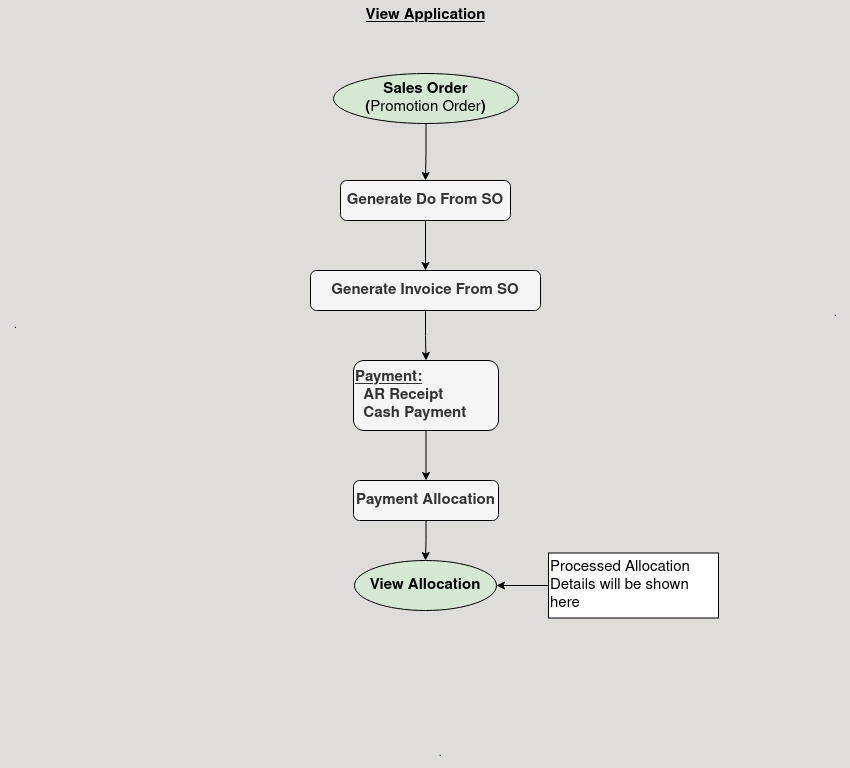 View Application
Sales Order
(Promotion Order)
Generate Do From SO
Generate Invoice From SO
Payment:
AR Receipt
Cash Payment
Payment Allocation
View Allocation
Processed Allocation
Details will be shown
here